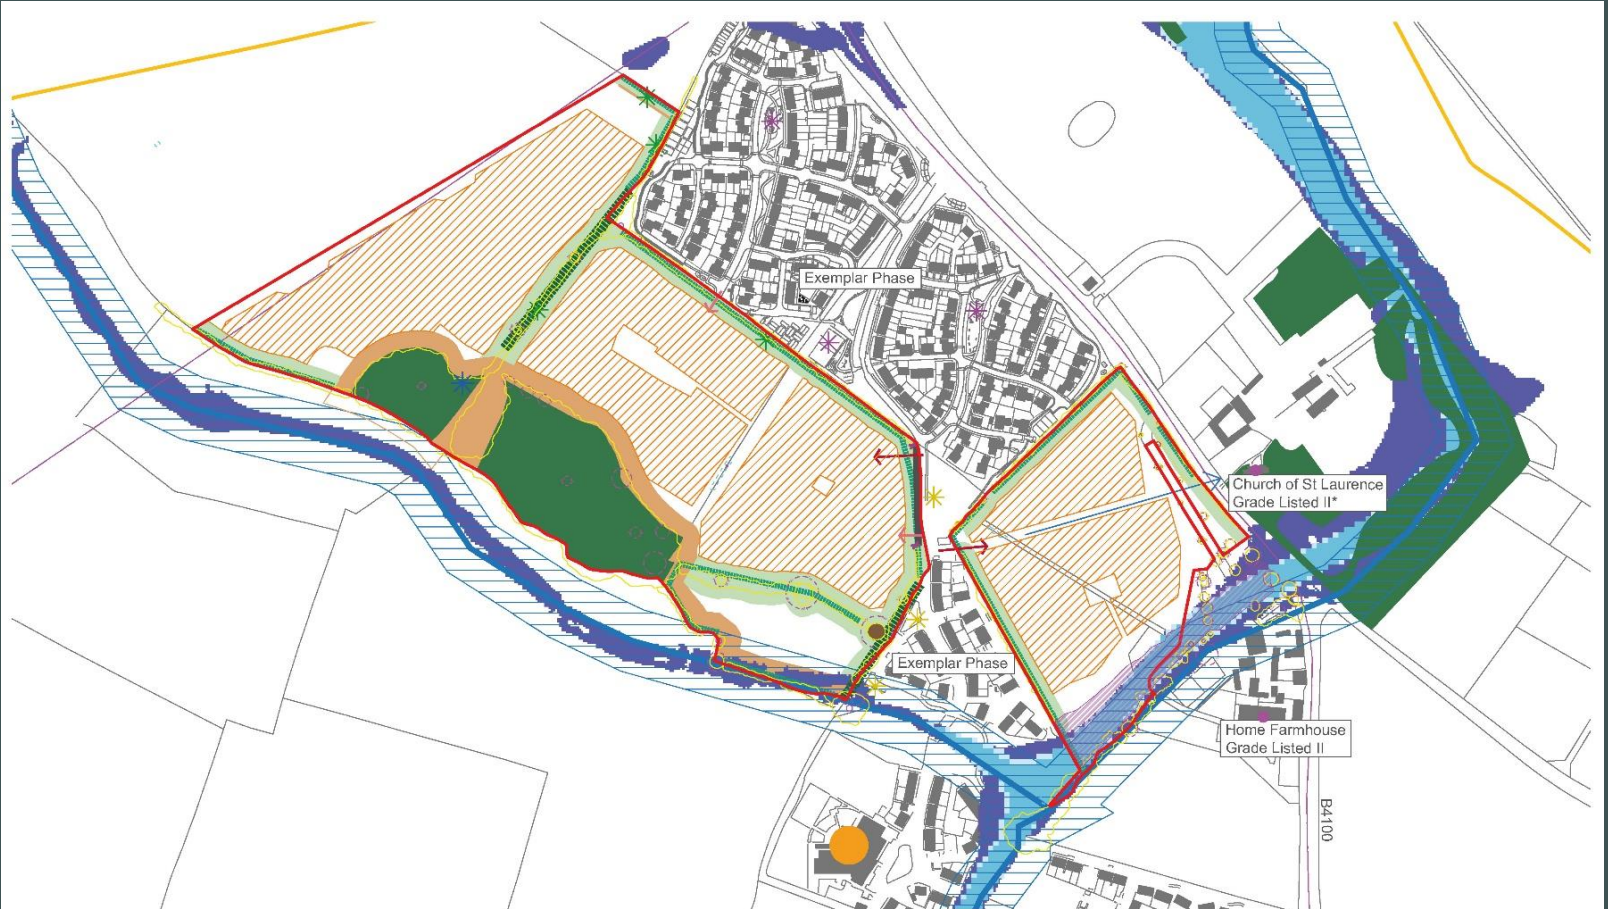 Exemplar Phase
Church of St Laurence
Grade Listed II*
Exemplar Phase
Home Farmhouse
Grade Listed II
B4100